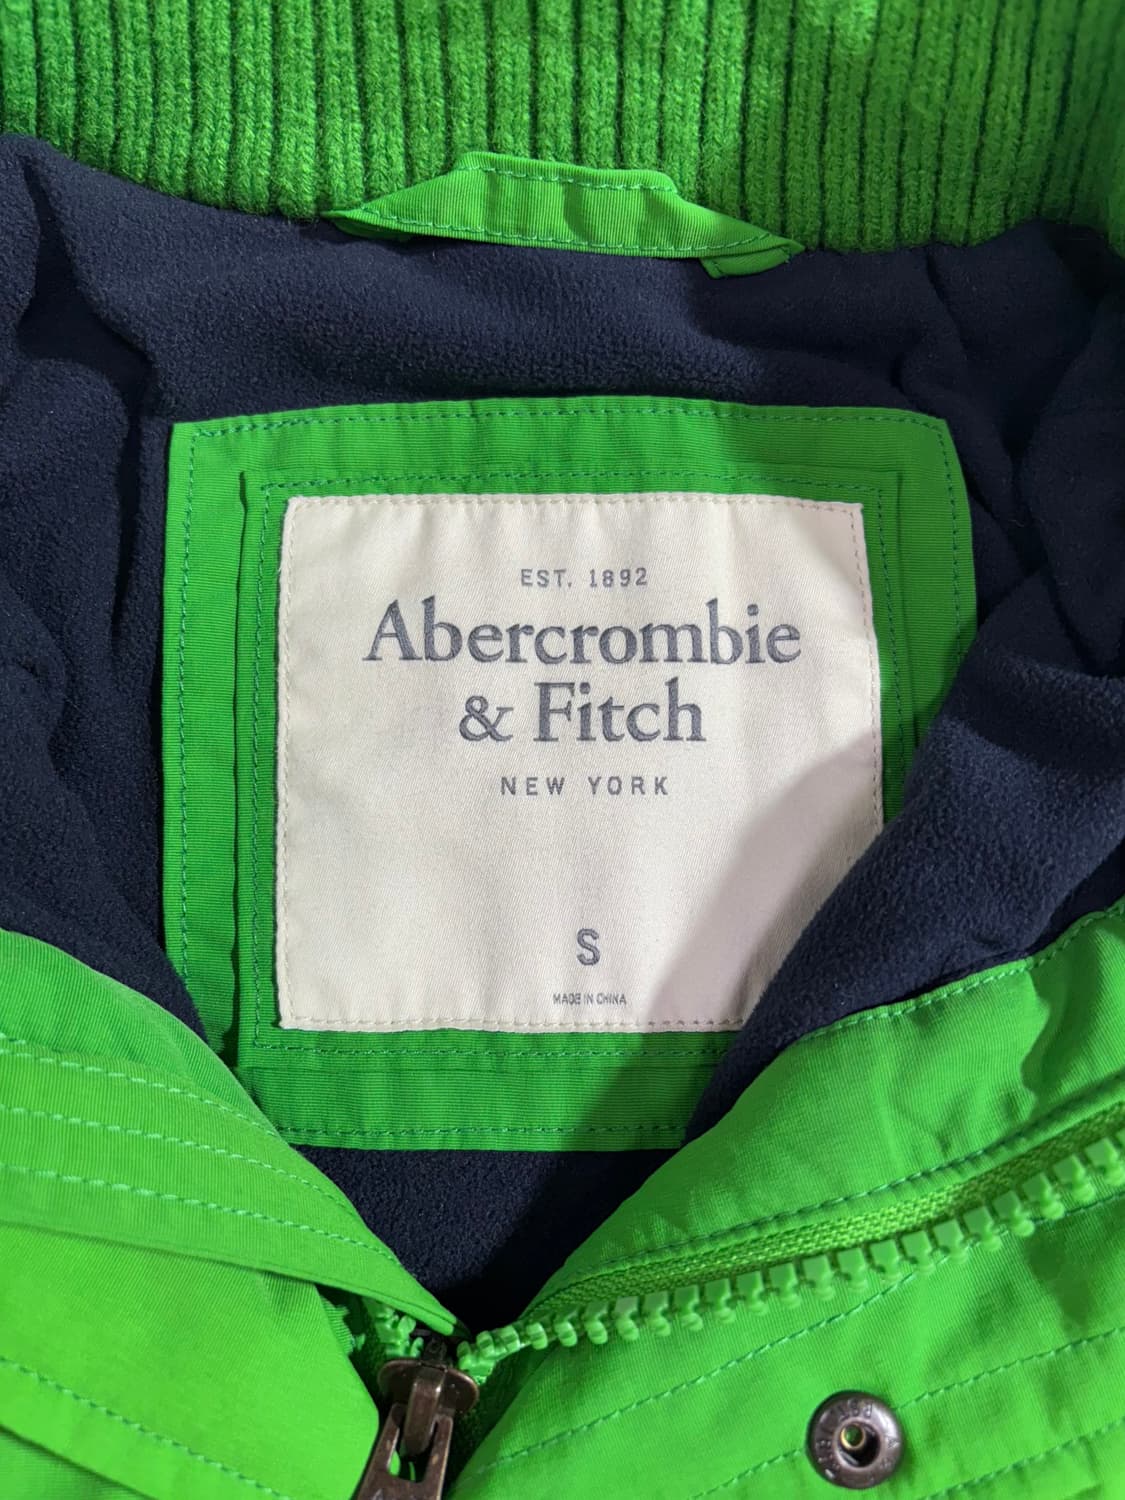 EST. 1892
Abercrombie
& Fitch
NEW YORK
S
MADE IN CHINA